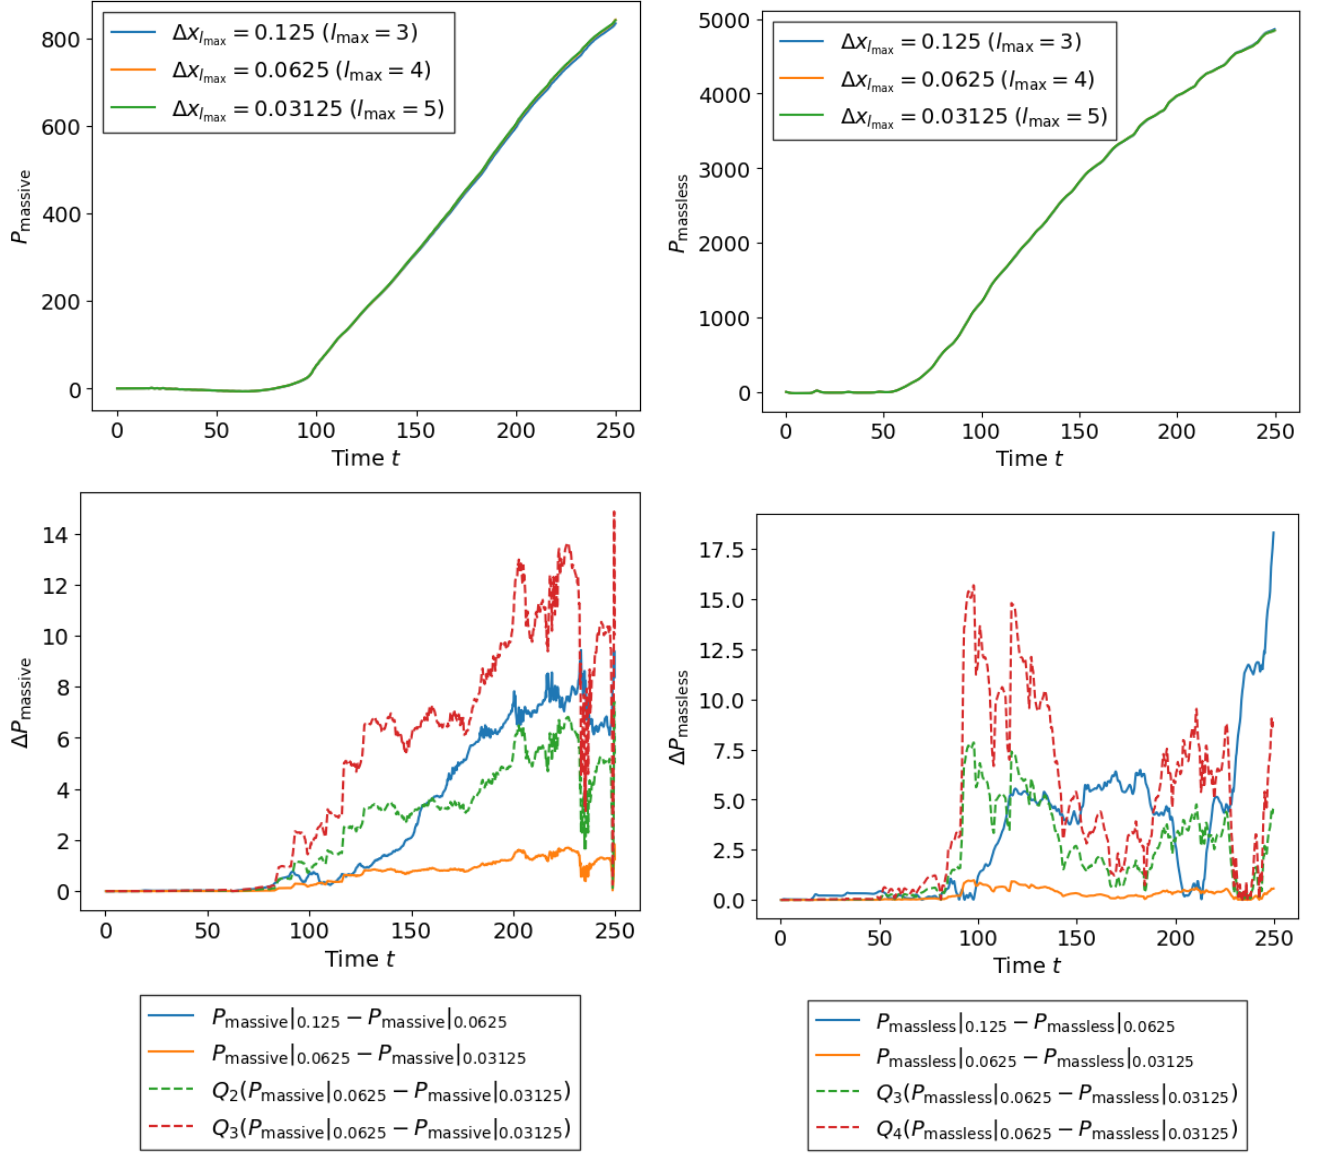 Δx_{l_max} = 0.125 (l_max = 3)
Δx_{l_max} = 0.0625 (l_max = 4)
Δx_{l_max} = 0.03125 (l_max = 5)
P_massive
800
600
400
200
0
0 50 100 150 200 250
Time t
Δx_{l_max} = 0.125 (l_max = 3)
Δx_{l_max} = 0.0625 (l_max = 4)
Δx_{l_max} = 0.03125 (l_max = 5)
P_massless
5000
4000
3000
2000
1000
0
0 50 100 150 200 250
Time t
ΔP_massive
14
12
10
8
6
4
2
0
0 50 100 150 200 250
Time t
P_massive|_0.125 − P_massive|_0.0625
P_massive|_0.0625 − P_massive|_0.03125
Q_2(P_massive|_0.0625 − P_massive|_0.03125)
Q_3(P_massive|_0.0625 − P_massive|_0.03125)
ΔP_massless
17.5
15.0
12.5
10.0
7.5
5.0
2.5
0.0
0 50 100 150 200 250
Time t
P_massless|_0.125 − P_massless|_0.0625
P_massless|_0.0625 − P_massless|_0.03125
Q_3(P_massless|_0.0625 − P_massless|_0.03125)
Q_4(P_massless|_0.0625 − P_massless|_0.03125)